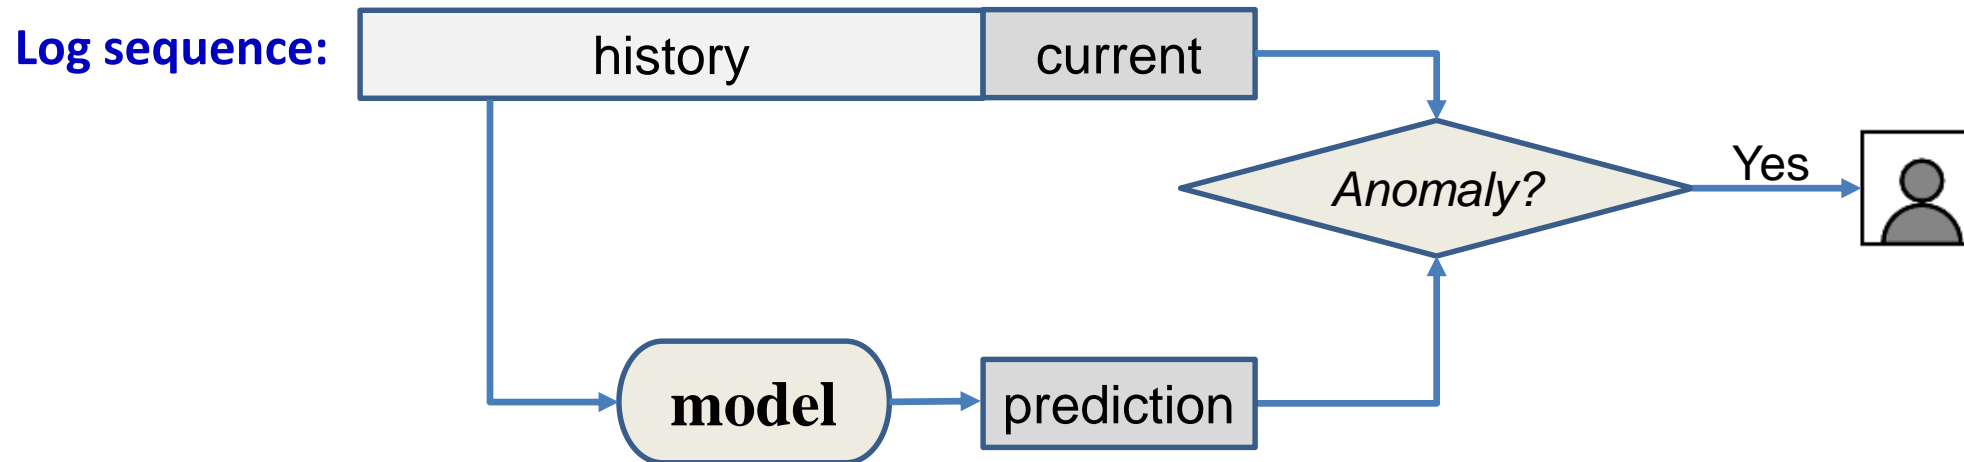 Log sequence:
history
current
Anomaly?
Yes
model
prediction